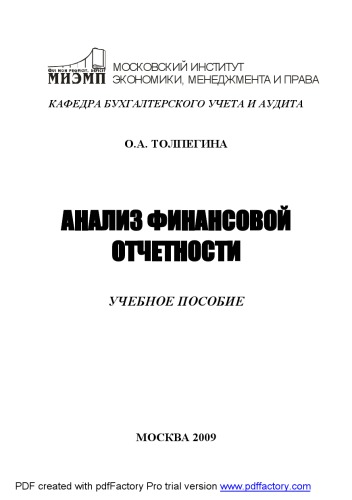 МИЭМП
МОСКОВСКИЙ ИНСТИТУТ
ЭКОНОМИКИ, МЕНЕДЖМЕНТА И ПРАВА
КАФЕДРА БУХГАЛТЕРСКОГО УЧЕТА И АУДИТА
О.А. ТОЛПЕГИНА
АНАЛИЗ ФИНАНСОВОЙ
ОТЧЕТНОСТИ
УЧЕБНОЕ ПОСОБИЕ
МОСКВА 2009
PDF created with pdfFactory Pro trial version www.pdffactory.com